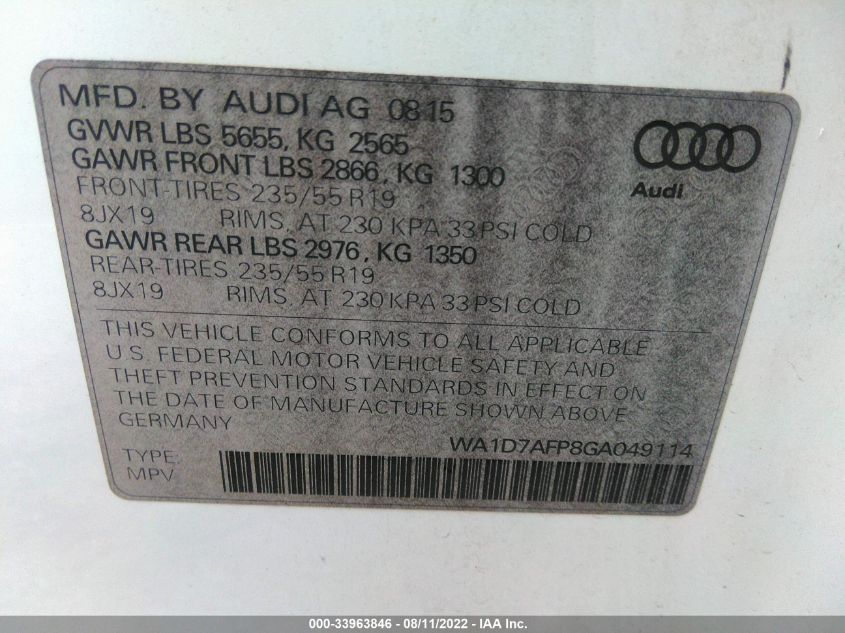 MFD. BY AUDI AG 08 15
GVWR LBS 5655, KG 2565
GAWR FRONT LBS 2866, KG 1300
FRONT-TIRES 235/55 R19
8JX19 RIMS, AT 230 KPA 33 PSI COLD
GAWR REAR LBS 2976, KG 1350
REAR-TIRES 235/55 R19
8JX19 RIMS, AT 230 KPA 33 PSI COLD
Audi
THIS VEHICLE CONFORMS TO ALL APPLICABLE
U.S. FEDERAL MOTOR VEHICLE SAFETY AND
THEFT PREVENTION STANDARDS IN EFFECT ON
THE DATE OF MANUFACTURE SHOWN ABOVE
GERMANY
WA1D7AFP8GA049114
TYPE:
MPV
000-33963846 - 08/11/2022 - IAA Inc.